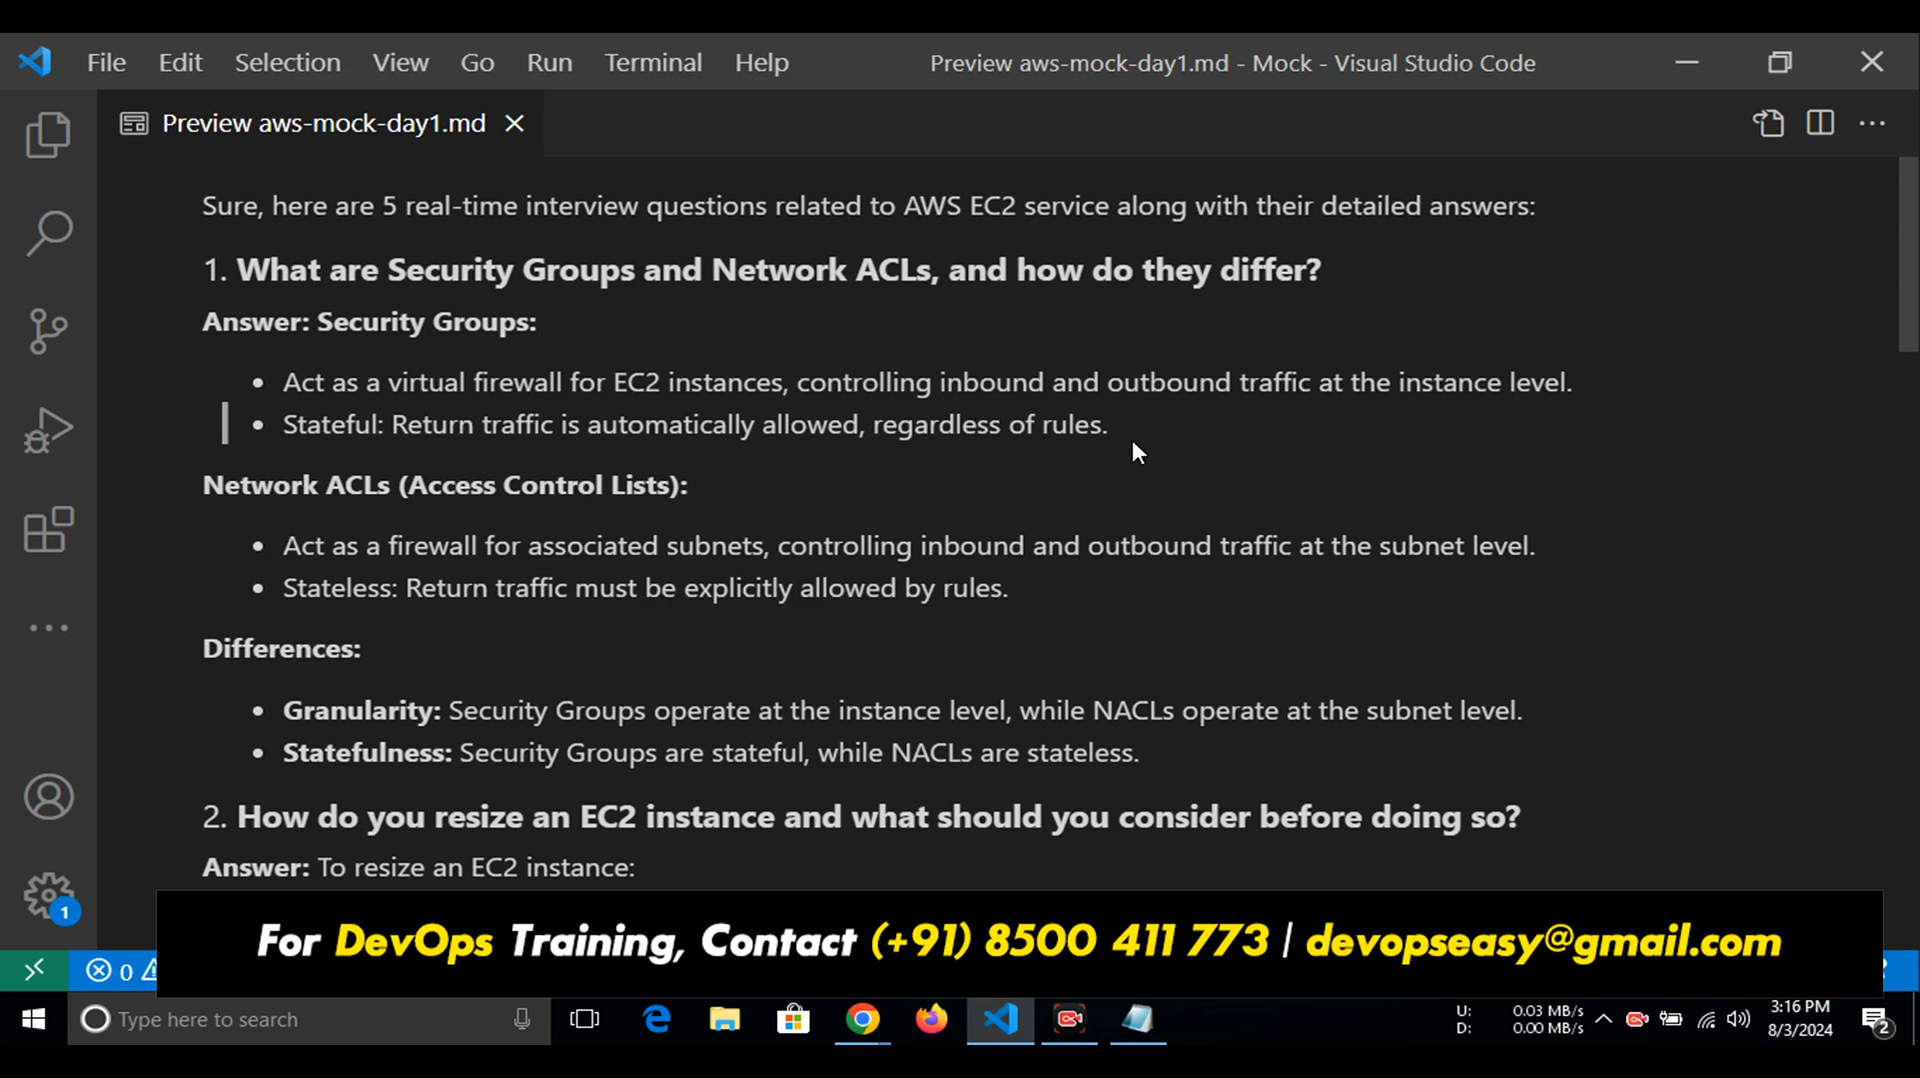 File Edit Selection View Go Run Terminal Help Preview aws-mock-day1.md - Mock - Visual Studio Code
Preview aws-mock-day1.md
Sure, here are 5 real-time interview questions related to AWS EC2 service along with their detailed answers:
1. What are Security Groups and Network ACLs, and how do they differ?
Answer: Security Groups:
• Act as a virtual firewall for EC2 instances, controlling inbound and outbound traffic at the instance level.
• Stateful: Return traffic is automatically allowed, regardless of rules.
Network ACLs (Access Control Lists):
• Act as a firewall for associated subnets, controlling inbound and outbound traffic at the subnet level.
• Stateless: Return traffic must be explicitly allowed by rules.
Differences:
• Granularity: Security Groups operate at the instance level, while NACLs operate at the subnet level.
• Statefulness: Security Groups are stateful, while NACLs are stateless.
2. How do you resize an EC2 instance and what should you consider before doing so?
Answer: To resize an EC2 instance:
1
For DevOps Training, Contact (+91) 8500 411 773 | devopseasy@gmail.com
0
Type here to search
U: 0.03 MB/s
D: 0.00 MB/s
3:16 PM
8/3/2024
2